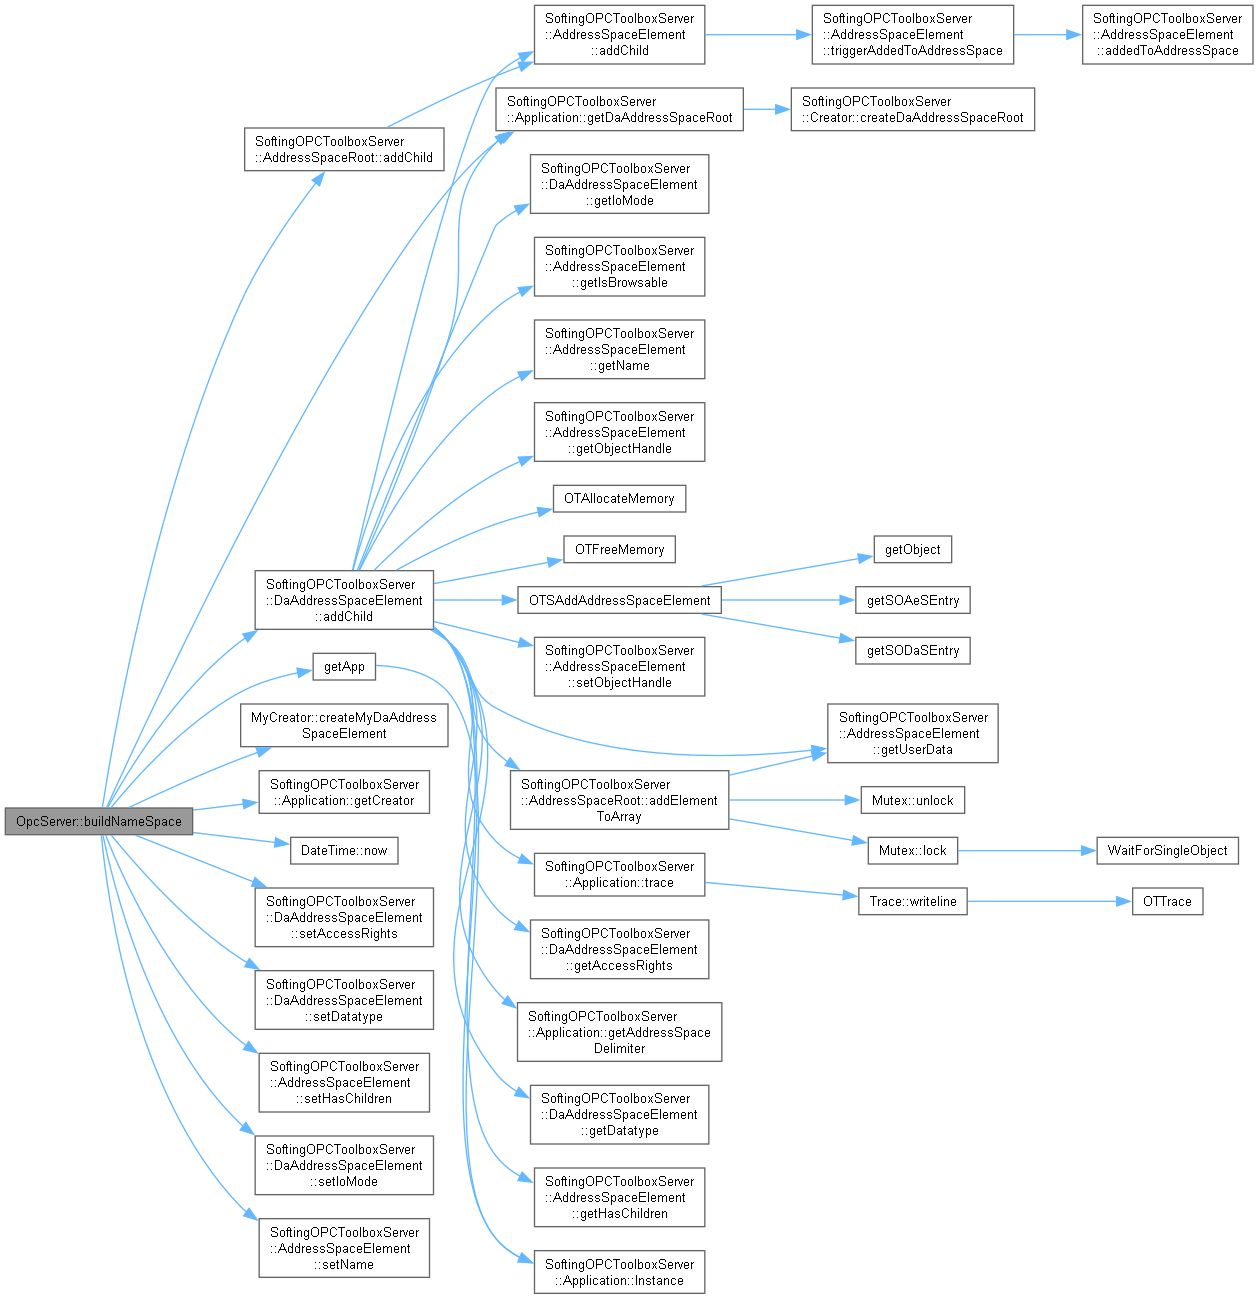 SoftingOPCToolboxServer
::AddressSpaceElement
::addChild
SoftingOPCToolboxServer
::AddressSpaceElement
::triggerAddedToAddressSpace
SoftingOPCToolboxServer
::AddressSpaceElement
::addedToAddressSpace
SoftingOPCToolboxServer
::Application::getDaAddressSpaceRoot
SoftingOPCToolboxServer
::Creator::createDaAddressSpaceRoot
SoftingOPCToolboxServer
::AddressSpaceRoot::addChild
SoftingOPCToolboxServer
::DaAddressSpaceElement
::getIoMode
SoftingOPCToolboxServer
::AddressSpaceElement
::getIsBrowsable
SoftingOPCToolboxServer
::AddressSpaceElement
::getName
SoftingOPCToolboxServer
::AddressSpaceElement
::getObjectHandle
OTAllocateMemory
OTFreeMemory
getObject
SoftingOPCToolboxServer
::DaAddressSpaceElement
::addChild
OTSAddAddressSpaceElement
getSOAeSEntry
getSODaSEntry
SoftingOPCToolboxServer
::AddressSpaceElement
::setObjectHandle
getApp
MyCreator::createMyDaAddress
SpaceElement
SoftingOPCToolboxServer
::AddressSpaceElement
::getUserData
SoftingOPCToolboxServer
::Application::getCreator
SoftingOPCToolboxServer
::AddressSpaceRoot::addElement
ToArray
Mutex::unlock
OpcServer::buildNameSpace
DateTime::now
Mutex::lock
WaitForSingleObject
SoftingOPCToolboxServer
::Application::trace
Trace::writeline
OTTrace
SoftingOPCToolboxServer
::DaAddressSpaceElement
::setAccessRights
SoftingOPCToolboxServer
::DaAddressSpaceElement
::getAccessRights
SoftingOPCToolboxServer
::DaAddressSpaceElement
::setDatatype
SoftingOPCToolboxServer
::Application::getAddressSpace
Delimiter
SoftingOPCToolboxServer
::AddressSpaceElement
::setHasChildren
SoftingOPCToolboxServer
::DaAddressSpaceElement
::getDatatype
SoftingOPCToolboxServer
::DaAddressSpaceElement
::setIoMode
SoftingOPCToolboxServer
::AddressSpaceElement
::getHasChildren
SoftingOPCToolboxServer
::AddressSpaceElement
::setName
SoftingOPCToolboxServer
::Application::Instance